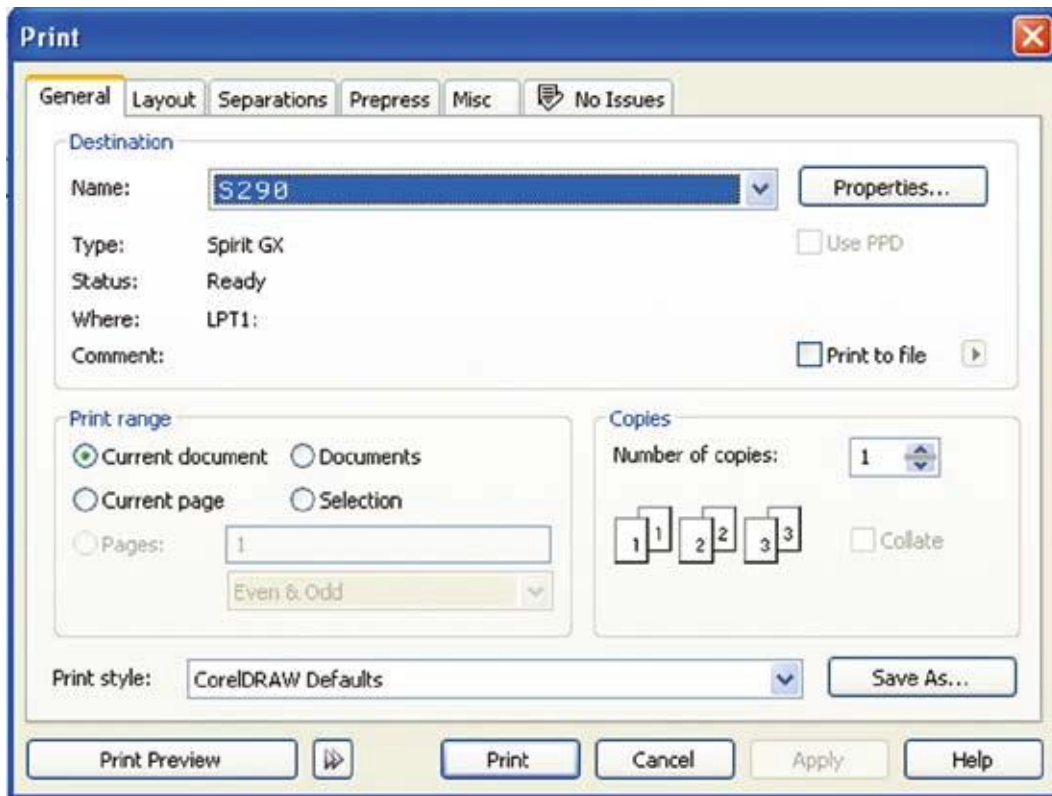 Print
General Layout Separations Prepress Misc No Issues
Destination
Name: S290 Properties...
Type: Spirit GX Use PPD
Status: Ready
Where: LPT1:
Comment: Print to file
Print range
Current document Documents
Current page Selection
Pages: 1
Even & Odd
Copies
Number of copies: 1
1 1 2 2 3 3 Collate
Print style: CorelDRAW Defaults Save As...
Print Preview Print Cancel Apply Help